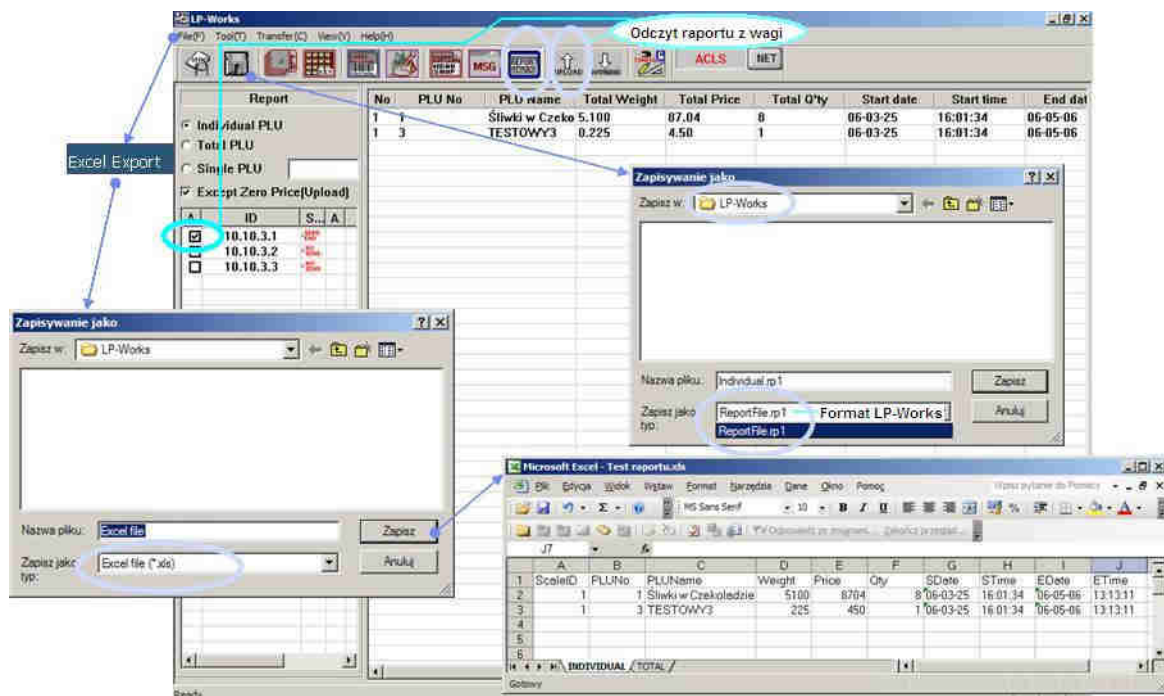 LP-Works
File(F) Tool(T) Transfer(C) View(V) Help(H)
Odczyt raportu z wagi
MSG
UPLOAD
ACLS
NET
Report
Individual PLU
Total PLU
Single PLU
Except Zero Price(Upload)
A ID S... A
10.10.3.1
10.10.3.2
10.10.3.3
No PLU No PLU Name Total Weight Total Price Total Q'ty Start date Start time End dat
1 1 Śliwki w Czeko 5.100 87.04 8 06-03-25 16:01:34 06-05-06
1 3 TESTOWY3 0.225 4.50 1 06-03-25 16:01:34 06-05-06
Excel Export
Zapisywanie jako
Zapisz w: LP-Works
Nazwa pliku: Individual.rp1 Zapisz
Zapisz jako typ: ReportFile.rp1 Format LP-Works Anuluj
ReportFile.rp1
Zapisywanie jako
Zapisz w: LP-Works
Nazwa pliku: Excel file Zapisz
Zapisz jako typ: Excel file (*.xls) Anuluj
Microsoft Excel - Test raportu.xls
Plik Edycja Widok Wstaw Format Narzędzia Dane Okno Pomoc
MS Sans Serif 10 B I U
J7
A B C D E F G H I J
1 ScaleID PLUNo PLUName Weight Price Qty SDate STime EDate ETime
2 1 1 Śliwki w Czekoladzie 5100 8704 8 06-03-25 16:01:34 06-05-06 13:13:11
3 1 3 TESTOWY3 225 450 1 06-03-25 16:01:34 06-05-06 13:13:11
4
5
6
INDIVIDUAL / TOTAL
Gotowy
Ready